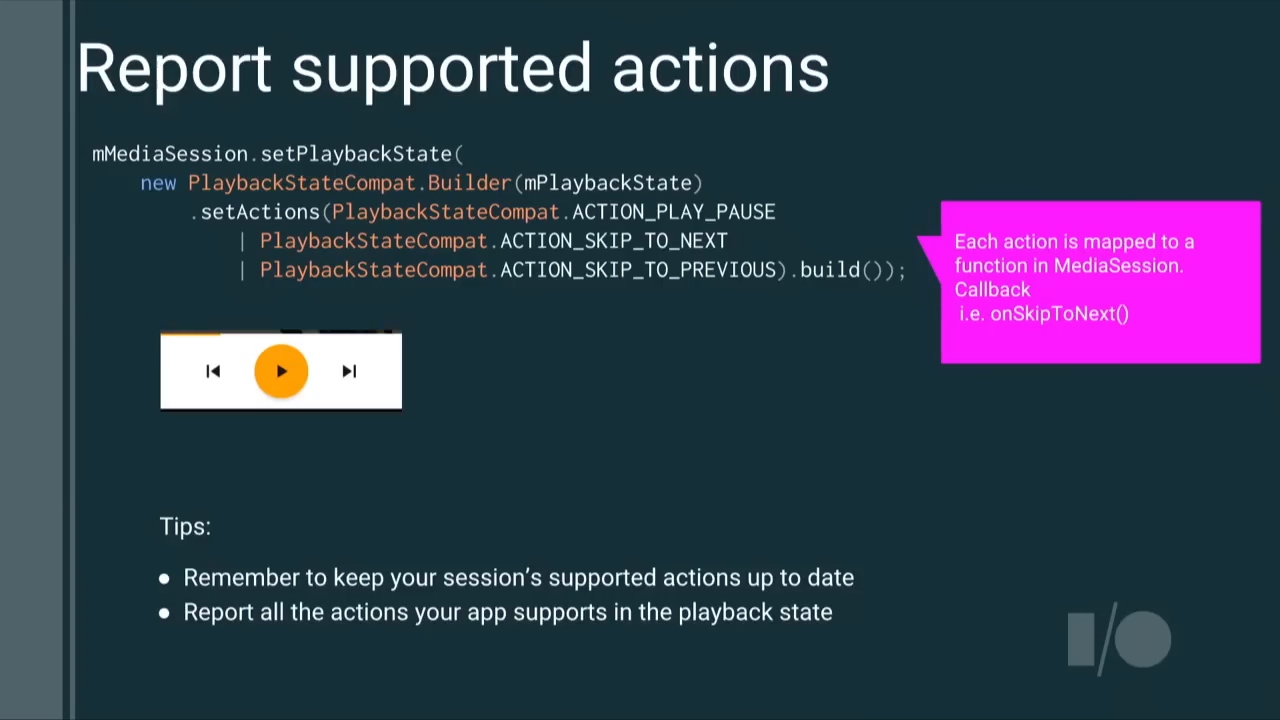 Report supported actions
mMediaSession.setPlaybackState(
new PlaybackStateCompat.Builder(mPlaybackState)
.setActions(PlaybackStateCompat.ACTION_PLAY_PAUSE
| PlaybackStateCompat.ACTION_SKIP_TO_NEXT
| PlaybackStateCompat.ACTION_SKIP_TO_PREVIOUS).build());
Each action is mapped to a
function in MediaSession.
Callback
i.e. onSkipToNext()
Tips:
● Remember to keep your session’s supported actions up to date
● Report all the actions your app supports in the playback state
I/O